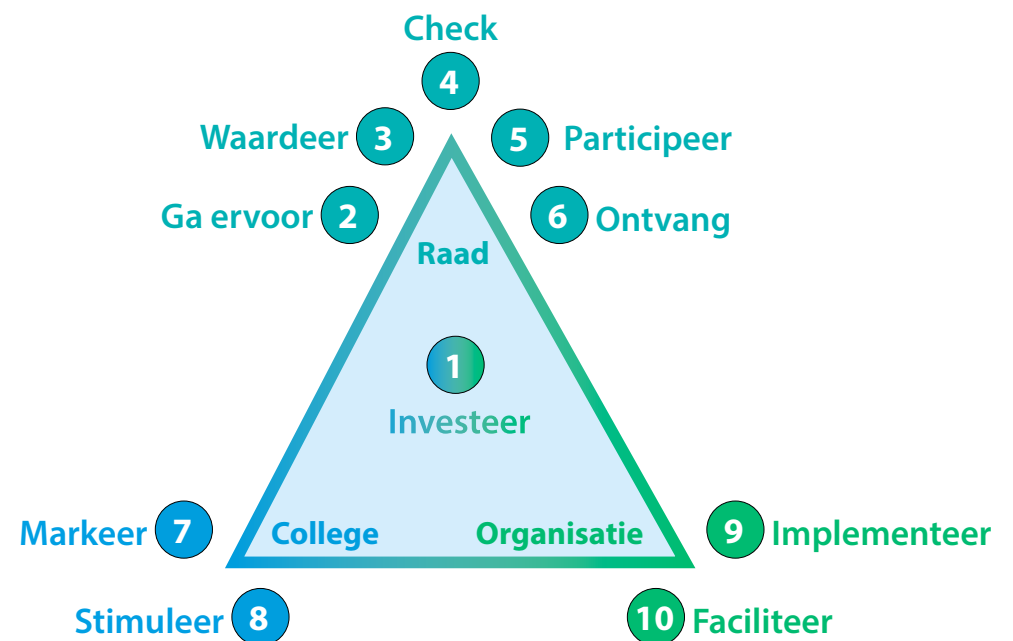 Check
4
Waardeer 3
5 Participeer
Ga ervoor 2
6 Ontvang
Raad
1
Investeer
Markeer 7
College
Organisatie
9 Implementeer
Stimuleer 8
10 Faciliteer